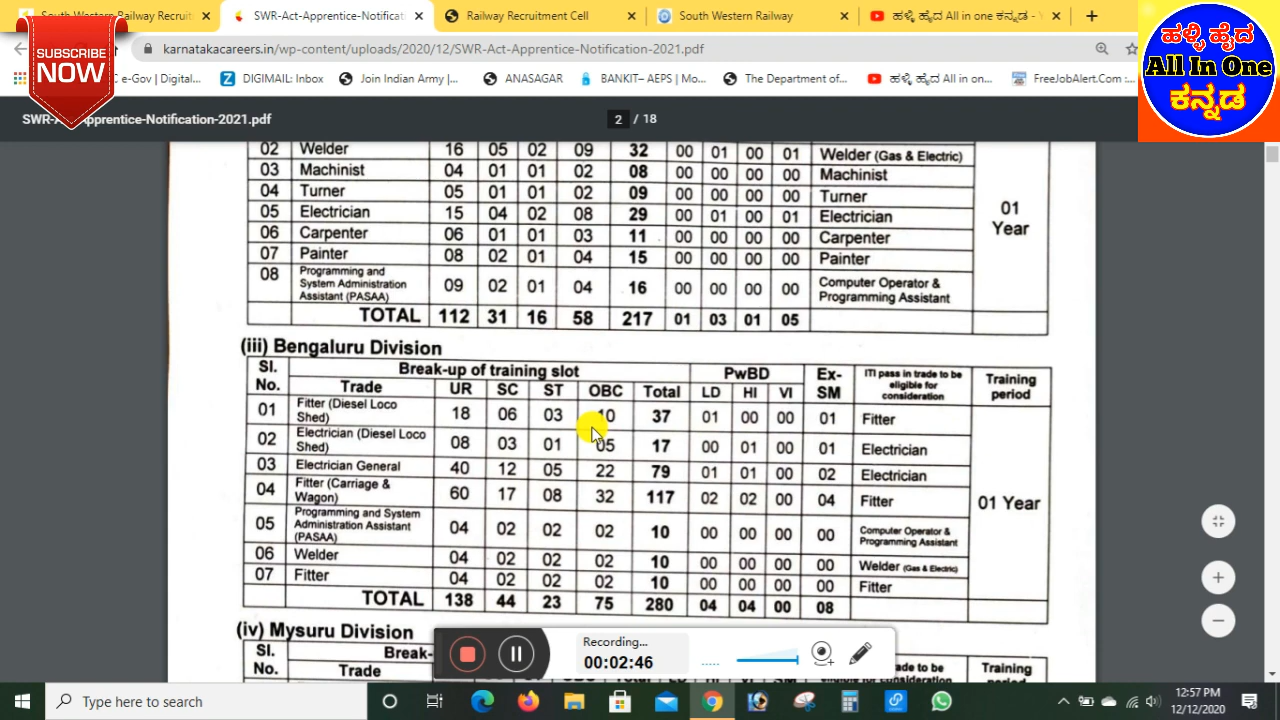 South Western Railway Recruit
SWR-Act-Apprentice-Notificat
Railway Recruitment Cell
South Western Railway
ಹಳ್ಳಿ ಹೈದ All in one ಕನ್ನಡ -
karnatakacareers.in/wp-content/uploads/2020/12/SWR-Act-Apprentice-Notification-2021.pdf
SUBSCRIBE
NOW
ಹಳ್ಳಿ ಹೈದ
All In One
ಕನ್ನಡ
e-Gov | Digital...
DIGIMAIL: Inbox
Join Indian Army |...
ANASAGAR
BANKIT– AEPS | Mo...
The Department of...
ಹಳ್ಳಿ ಹೈದ All in on...
FreeJobAlert.Com :...
SWR-A pprentice-Notification-2021.pdf
2 / 18
02 Welder 16 05 02 09 32 00 01 00 01 Welder (Gas & Electric)
03 Machinist 04 01 01 02 08 00 00 00 00 Machinist
04 Turner 05 01 01 02 09 00 00 00 00 Turner
05 Electrician 15 04 02 08 29 00 01 00 01 Electrician
01
Year
06 Carpenter 06 01 01 03 11 00 00 00 00 Carpenter
07 Painter 08 02 01 04 15 00 00 00 00 Painter
08 Programming and
System Administration
Assistant (PASAA) 09 02 01 04 16 00 00 00 00 Computer Operator &
Programming Assistant
TOTAL 112 31 16 58 217 01 03 01 05
(iii) Bengaluru Division
Sl.
No. Break-up of training slot PwBD Ex-
SM ITI pass in trade to be
eligible for
consideration Training
period
Trade UR SC ST OBC Total LD HI VI
01 Fitter (Diesel Loco
Shed) 18 06 03 10 37 01 00 00 01 Fitter
02 Electrician (Diesel Loco
Shed) 08 03 01 05 17 00 01 00 01 Electrician
03 Electrician General 40 12 05 22 79 01 01 00 02 Electrician
04 Fitter (Carriage &
Wagon) 60 17 08 32 117 02 02 00 04 Fitter
01 Year
05 Programming and System
Administration Assistant
(PASAA) 04 02 02 02 10 00 00 00 00 Computer Operator &
Programming Assistant
06 Welder 04 02 02 02 10 00 00 00 00 Welder (Gas & Electric)
07 Fitter 04 02 02 02 10 00 00 00 00 Fitter
TOTAL 138 44 23 75 280 04 04 00 08
(iv) Mysuru Division
Sl.
No. Break-
Trade
ade to be
eligible for
Training
period
Recording...
00:02:46
Type here to search
12:57 PM
12/12/2020